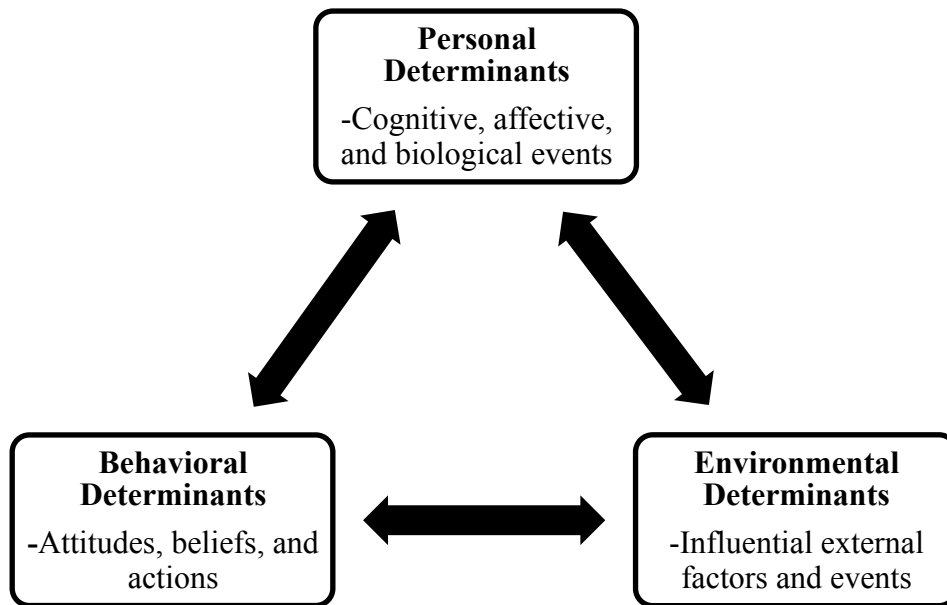 Personal
Determinants
-Cognitive, affective,
and biological events
Behavioral
Determinants
-Attitudes, beliefs, and
actions
Environmental
Determinants
-Influential external
factors and events